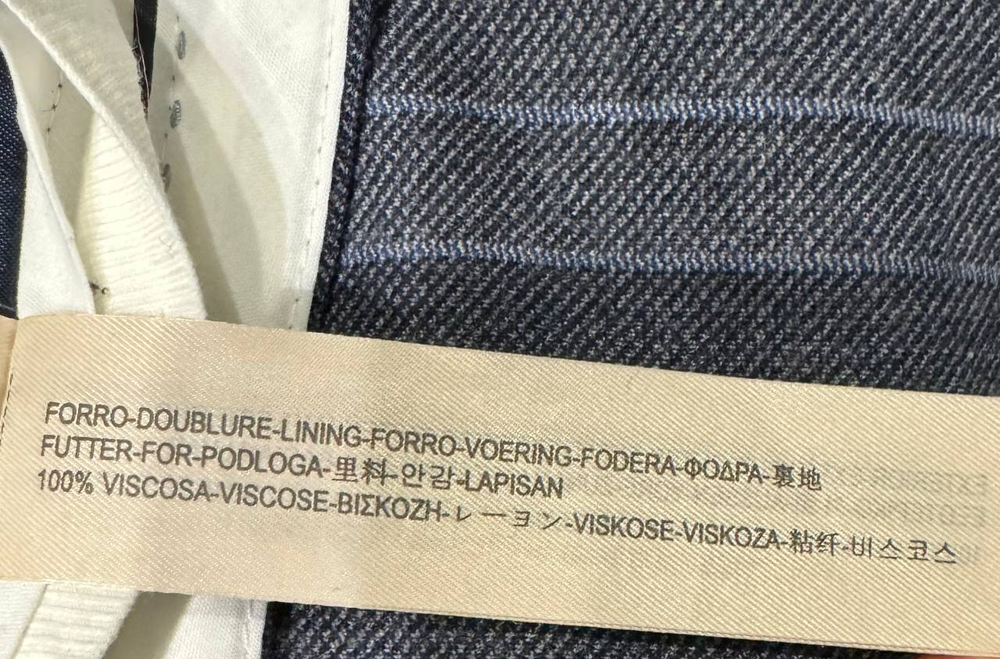 FORRO-DOUBLURE-LINING-FORRO-VOERING-FODERA-ΦΟΔΡΑ-裏地
FUTTER-FOR-PODLOGA-里料-안감-LAPISAN
100% VISCOSA-VISCOSE-ΒΙΣΚΟΖΗ-レーヨン-VISKOSE-VISKOZA-粘纤-비스코스